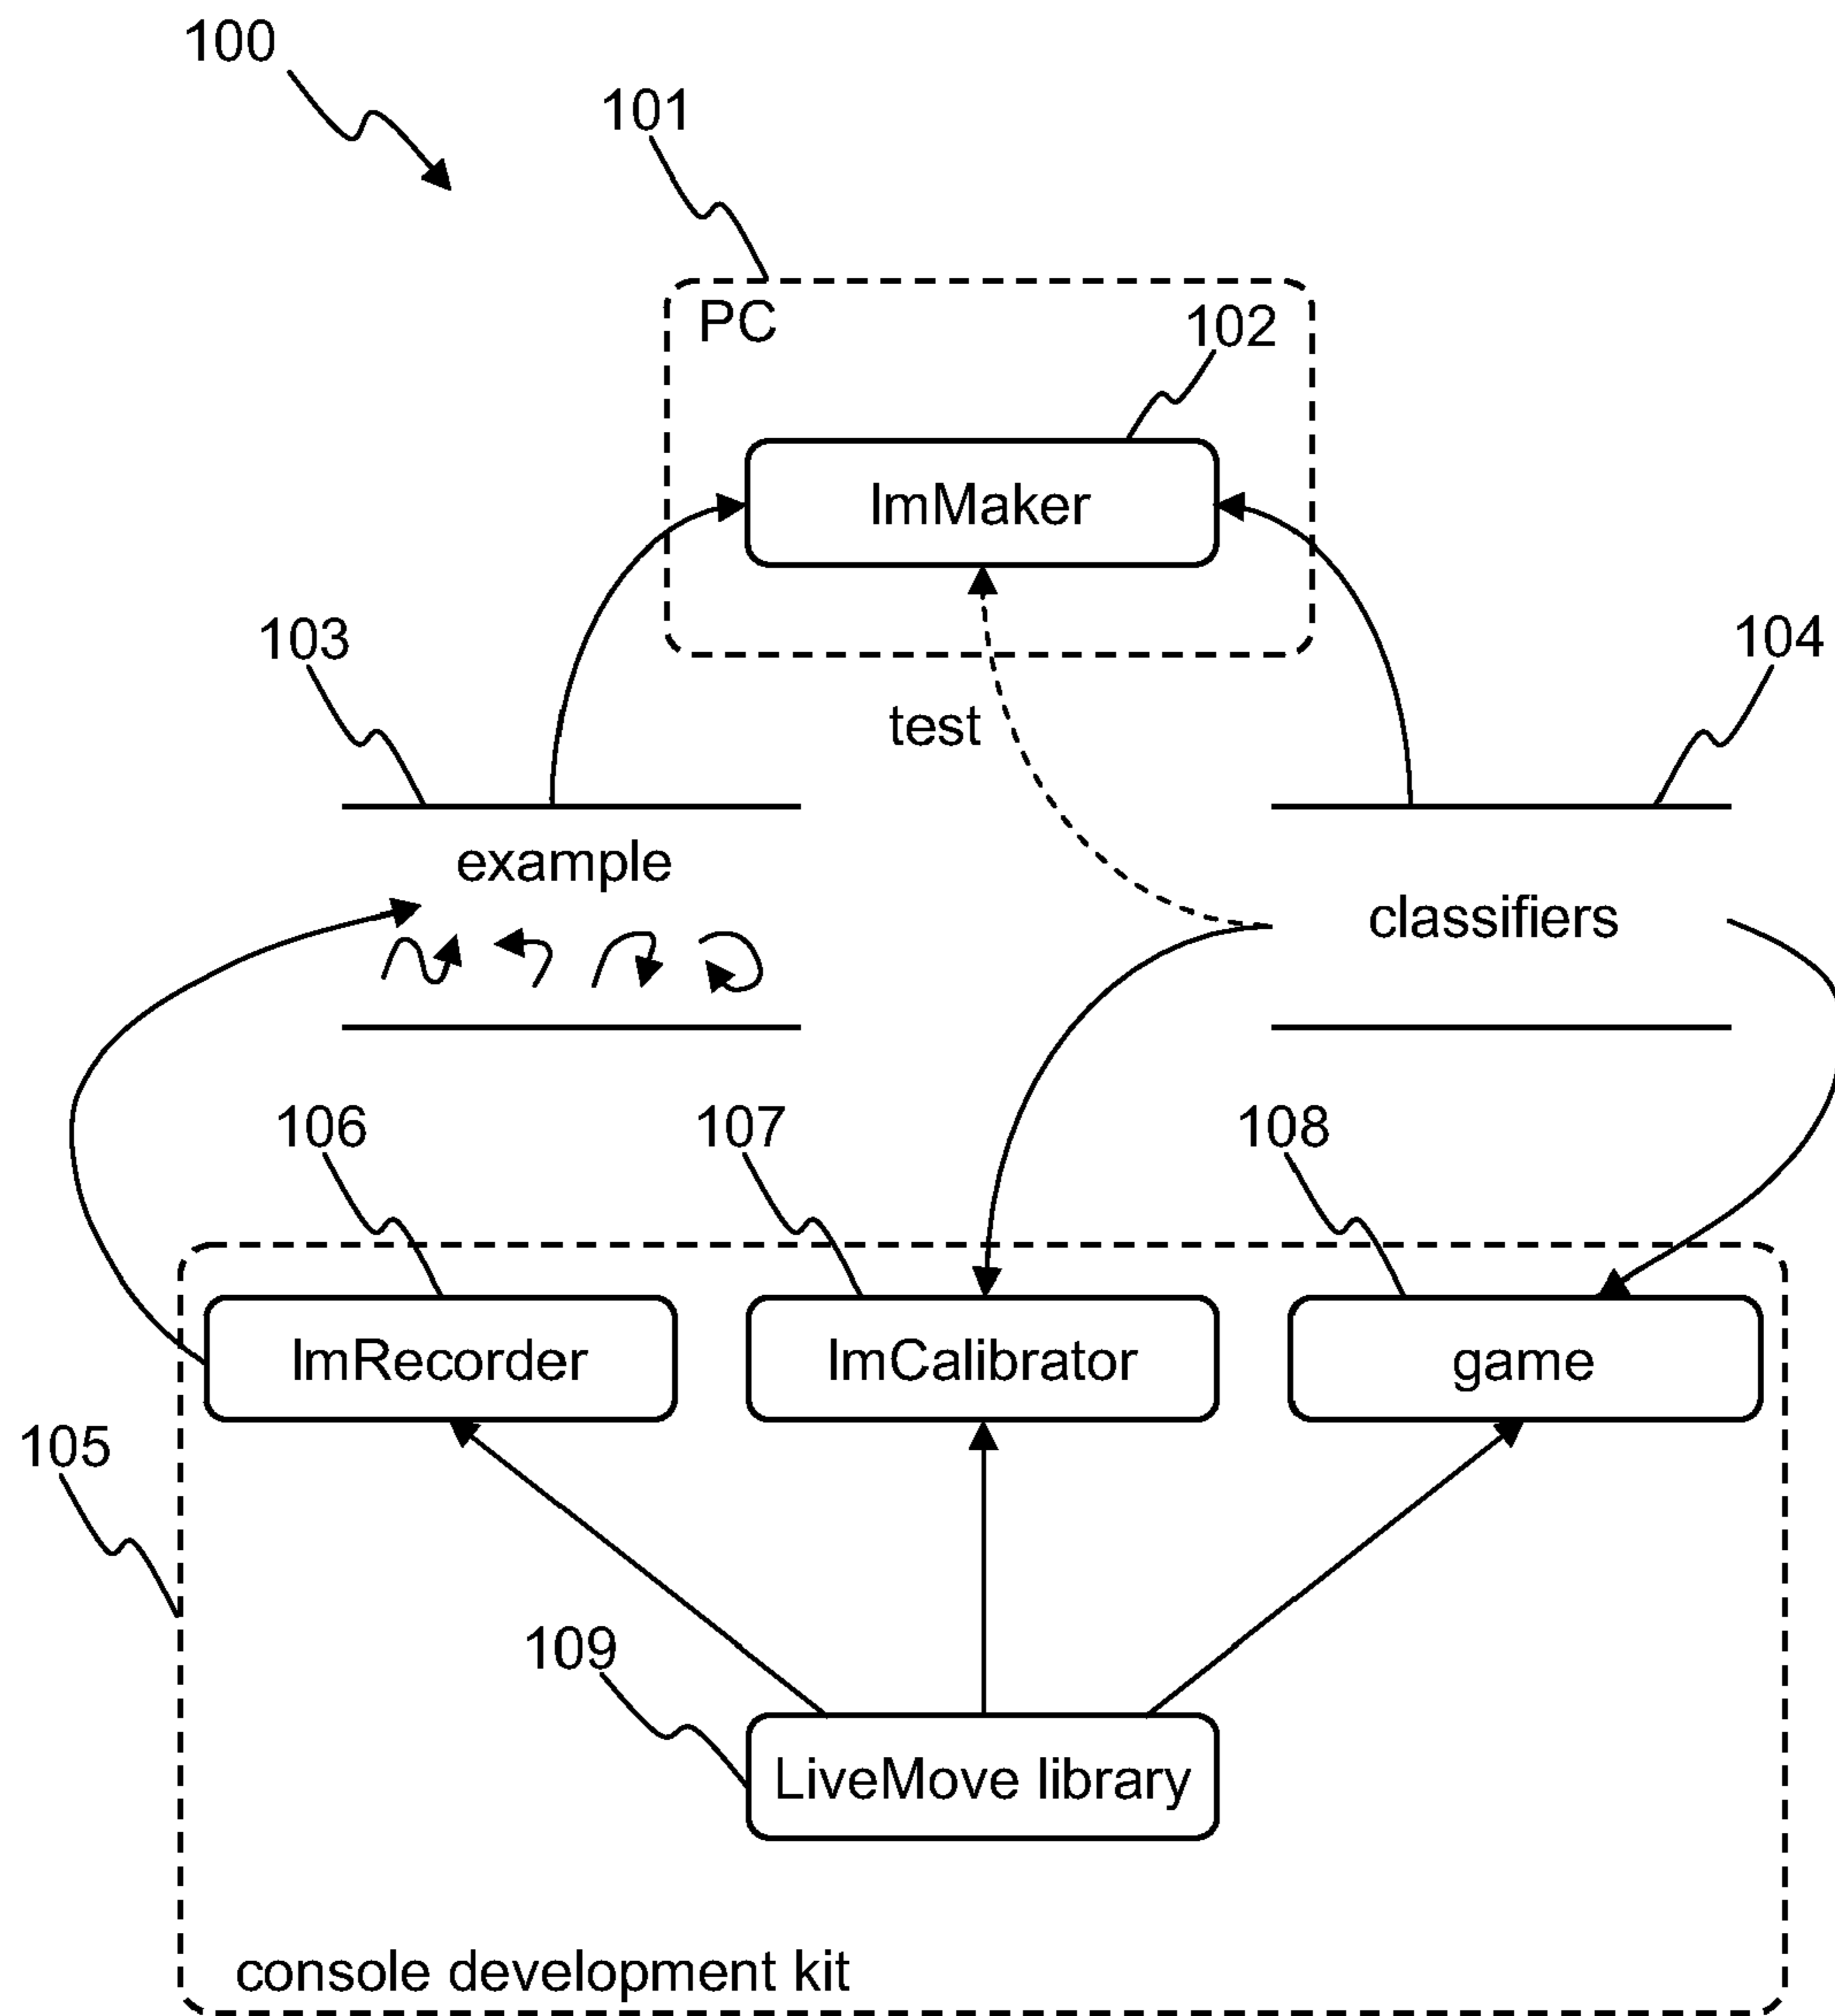 100
101
PC
102
lmMaker
103
104
test
example
classifiers
106
107
108
lmRecorder
lmCalibrator
game
105
109
LiveMove library
console development kit